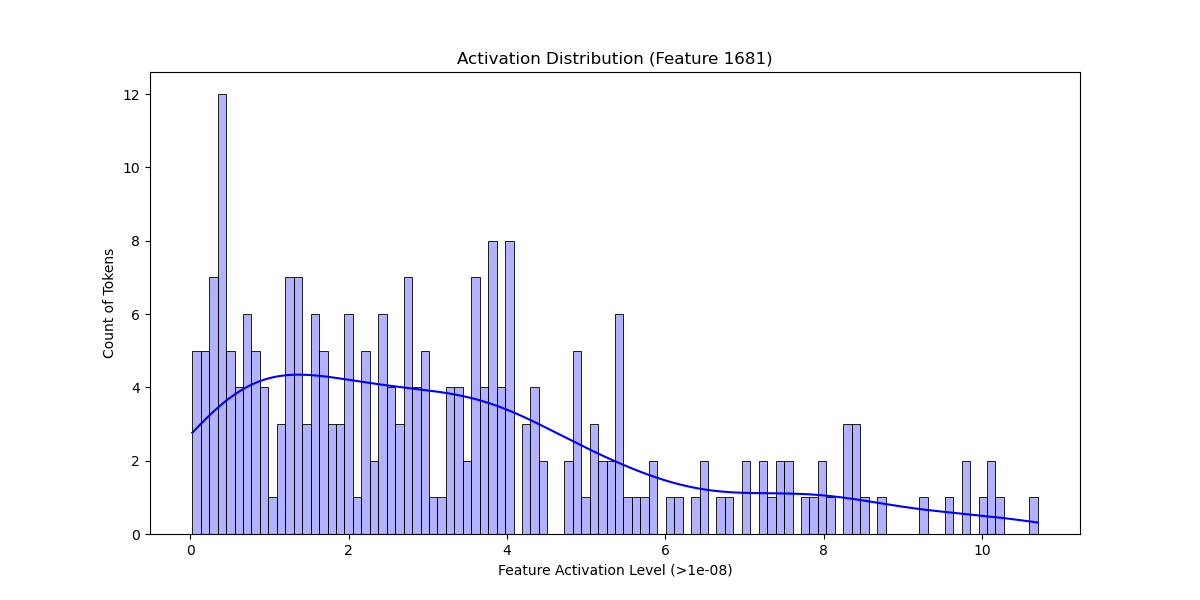 Activation Distribution (Feature 1681)
12
10
8
6
4
2
0
Count of Tokens
0 2 4 6 8 10
Feature Activation Level (>1e-08)